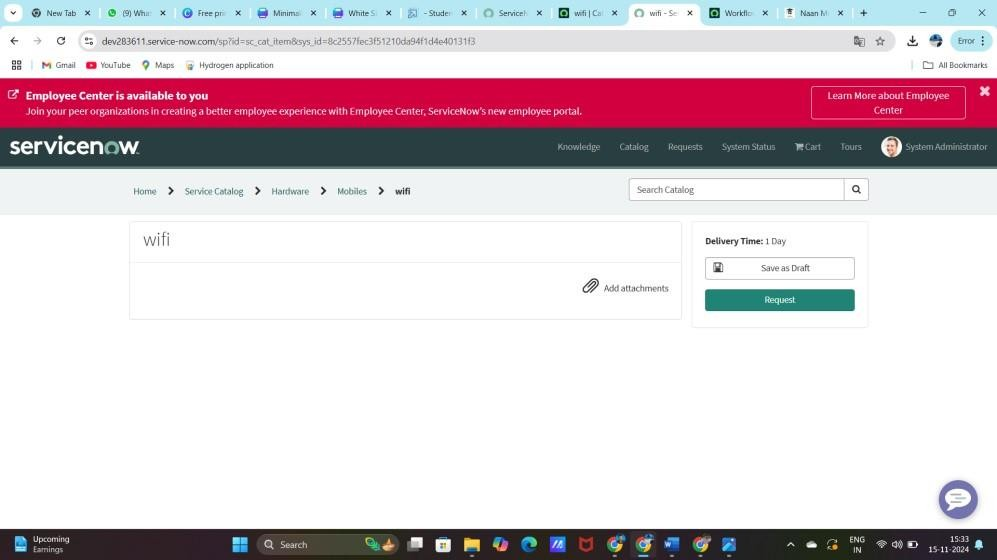 New Tab
(9) What
Free pri
Minimal
White Si
- Studen
ServiceN
wifi | Cat
wifi - Se
Workflo
Naan M
dev283611.service-now.com/sp?id=sc_cat_item&sys_id=8c2557fec3f51210da94f1d4e40131f3
Error
Gmail
YouTube
Maps
Hydrogen application
All Bookmarks
Employee Center is available to you
Join your peer organizations in creating a better employee experience with Employee Center, ServiceNow's new employee portal.
Learn More about Employee
Center
servicenow
Knowledge
Catalog
Requests
System Status
Cart
Tours
System Administrator
Home
Service Catalog
Hardware
Mobiles
wifi
Search Catalog
wifi
Add attachments
Delivery Time: 1 Day
Save as Draft
Request
Upcoming
Earnings
Search
ENG
IN
15:33
15-11-2024